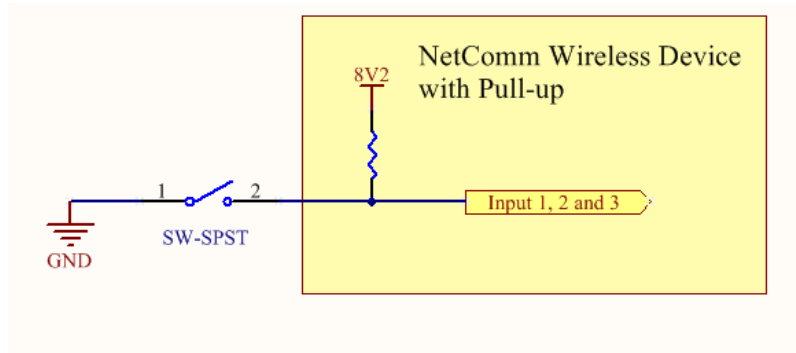 NetComm Wireless Device
with Pull-up
8V2
1
2
Input 1, 2 and 3
SW-SPST
GND